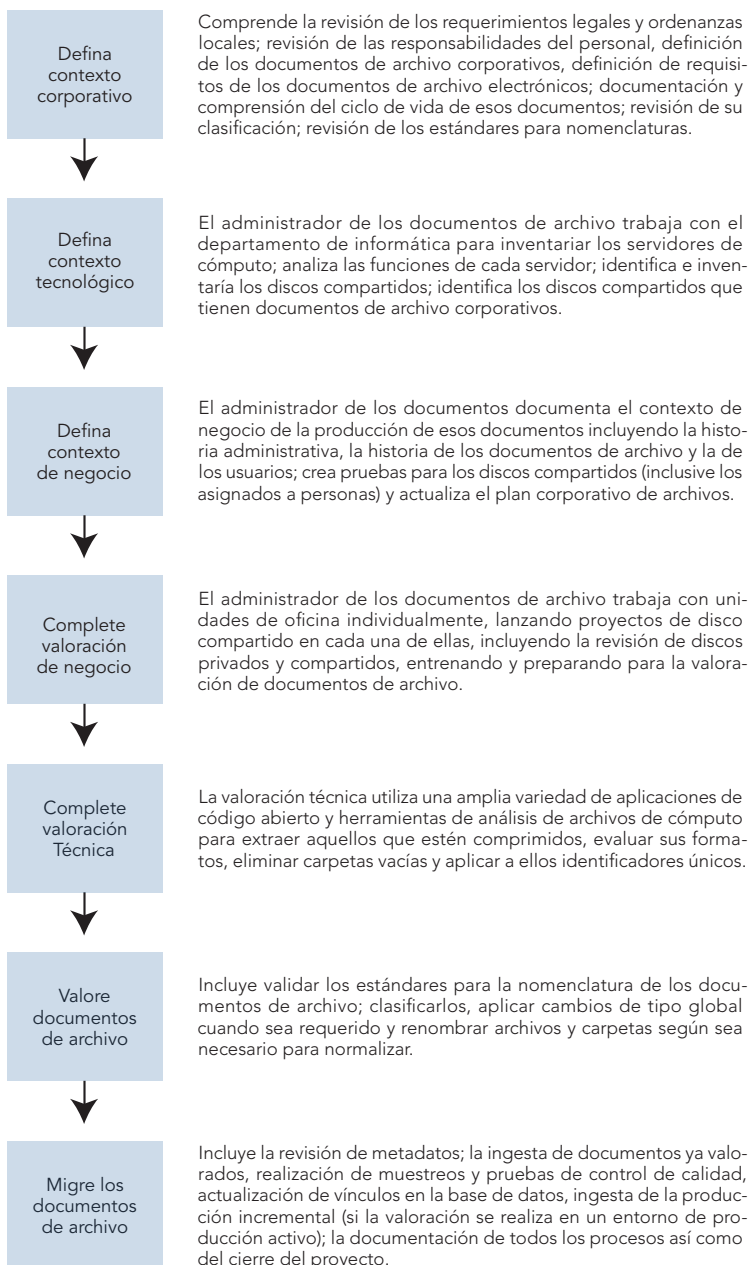 Defina
contexto
corporativo
Comprende la revisión de los requerimientos legales y ordenanzas
locales; revisión de las responsabilidades del personal, definición
de los documentos de archivo corporativos, definición de requisi-
tos de los documentos de archivo electrónicos; documentación y
comprensión del ciclo de vida de esos documentos; revisión de su
clasificación; revisión de los estándares para nomenclaturas.
Defina
contexto
tecnológico
El administrador de los documentos de archivo trabaja con el
departamento de informática para inventariar los servidores de
cómputo; analiza las funciones de cada servidor; identifica e inven-
taría los discos compartidos; identifica los discos compartidos que
tienen documentos de archivo corporativos.
Defina
contexto
de negocio
El administrador de los documentos documenta el contexto de
negocio de la producción de esos documentos incluyendo la histo-
ria administrativa, la historia de los documentos de archivo y la de
los usuarios; crea pruebas para los discos compartidos (inclusive los
asignados a personas) y actualiza el plan corporativo de archivos.
Complete
valoración
de negocio
El administrador de los documentos de archivo trabaja con uni-
dades de oficina individualmente, lanzando proyectos de disco
compartido en cada una de ellas, incluyendo la revisión de discos
privados y compartidos, entrenando y preparando para la valora-
ción de documentos de archivo.
Complete
valoración
Técnica
La valoración técnica utiliza una amplia variedad de aplicaciones de
código abierto y herramientas de análisis de archivos de cómputo
para extraer aquellos que estén comprimidos, evaluar sus forma-
tos, eliminar carpetas vacías y aplicar a ellos identificadores únicos.
Valore
documentos
de archivo
Incluye validar los estándares para la nomenclatura de los docu-
mentos de archivo; clasificarlos, aplicar cambios de tipo global
cuando sea requerido y renombrar archivos y carpetas según sea
necesario para normalizar.
Migre los
documentos
de archivo
Incluye la revisión de metadatos; la ingesta de documentos ya valo-
rados, realización de muestreos y pruebas de control de calidad,
actualización de vínculos en la base de datos, ingesta de la produc-
ción incremental (si la valoración se realiza en un entorno de pro-
ducción activo); la documentación de todos los procesos así como
del cierre del proyecto.